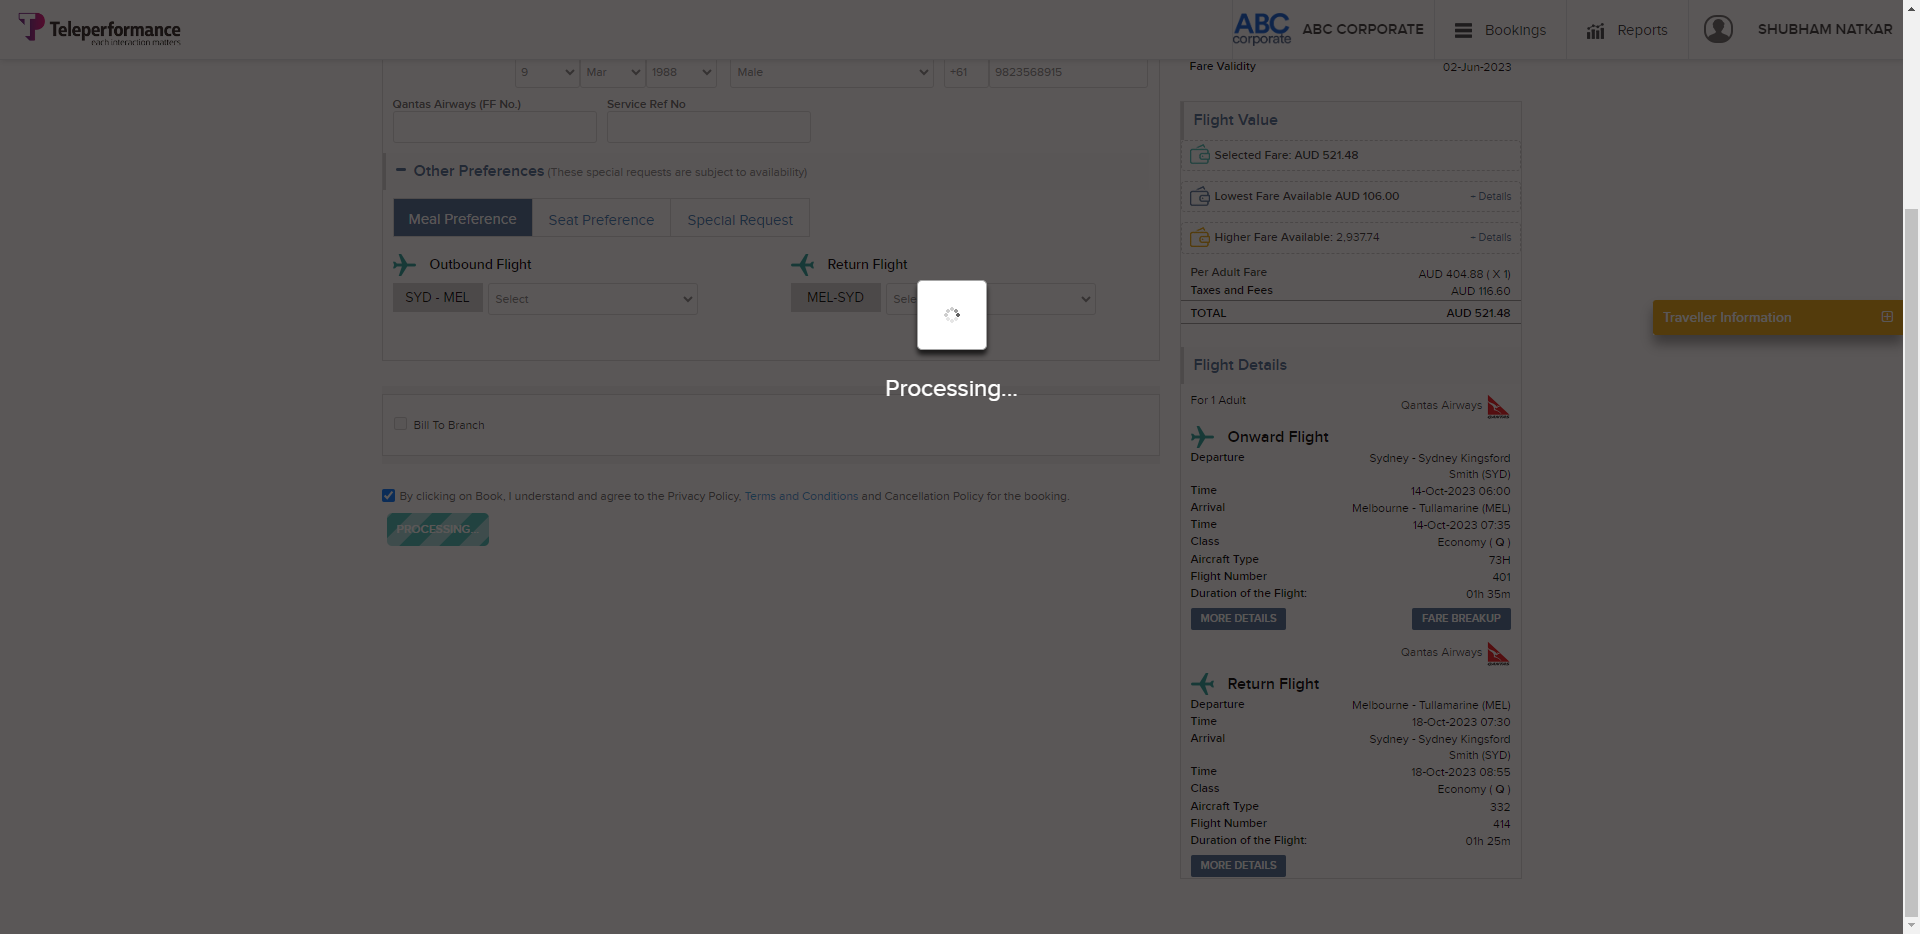 Teleperformance
each interaction matters
ABC
corporate
ABC CORPORATE
Bookings
Reports
SHUBHAM NATKAR
9
Mar
1988
Male
+61
9823568915
Qantas Airways (FF No.)
Service Ref No
− Other Preferences (These special requests are subject to availability)
Meal Preference
Seat Preference
Special Request
Outbound Flight
Return Flight
SYD - MEL
Select
MEL-SYD
Sele
Processing...
Bill To Branch
By clicking on Book, I understand and agree to the Privacy Policy, Terms and Conditions and Cancellation Policy for the booking.
PROCESSING...
Fare Validity
02-Jun-2023
Flight Value
Selected Fare: AUD 521.48
Lowest Fare Available AUD 106.00
- Details
Higher Fare Available: 2,937.74
- Details
Per Adult Fare
AUD 404.88 ( X 1)
Taxes and Fees
AUD 116.60
TOTAL
AUD 521.48
Traveller Information
Flight Details
For 1 Adult
Qantas Airways
QANTAS
Onward Flight
Departure
Sydney - Sydney Kingsford
Smith (SYD)
Time
14-Oct-2023 06:00
Arrival
Melbourne - Tullamarine (MEL)
Time
14-Oct-2023 07:35
Class
Economy ( Q )
Aircraft Type
73H
Flight Number
401
Duration of the Flight:
01h 35m
MORE DETAILS
FARE BREAKUP
Qantas Airways
QANTAS
Return Flight
Departure
Melbourne - Tullamarine (MEL)
Time
18-Oct-2023 07:30
Arrival
Sydney - Sydney Kingsford
Smith (SYD)
Time
18-Oct-2023 08:55
Class
Economy ( Q )
Aircraft Type
332
Flight Number
414
Duration of the Flight:
01h 25m
MORE DETAILS